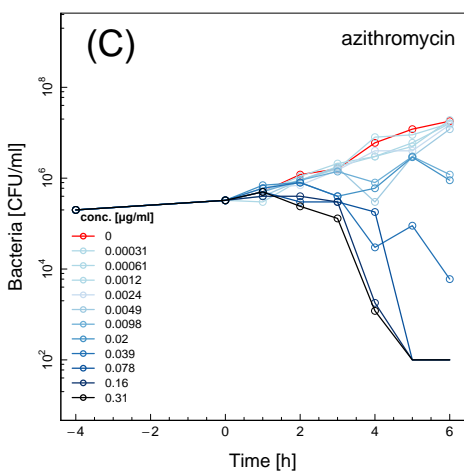 (C)
azithromycin
Bacteria [CFU/ml]
10^8
10^6
10^4
10^2
conc. [µg/ml]
0
0.00031
0.00061
0.0012
0.0024
0.0049
0.0098
0.02
0.039
0.078
0.16
0.31
−4 −2 0 2 4 6
Time [h]